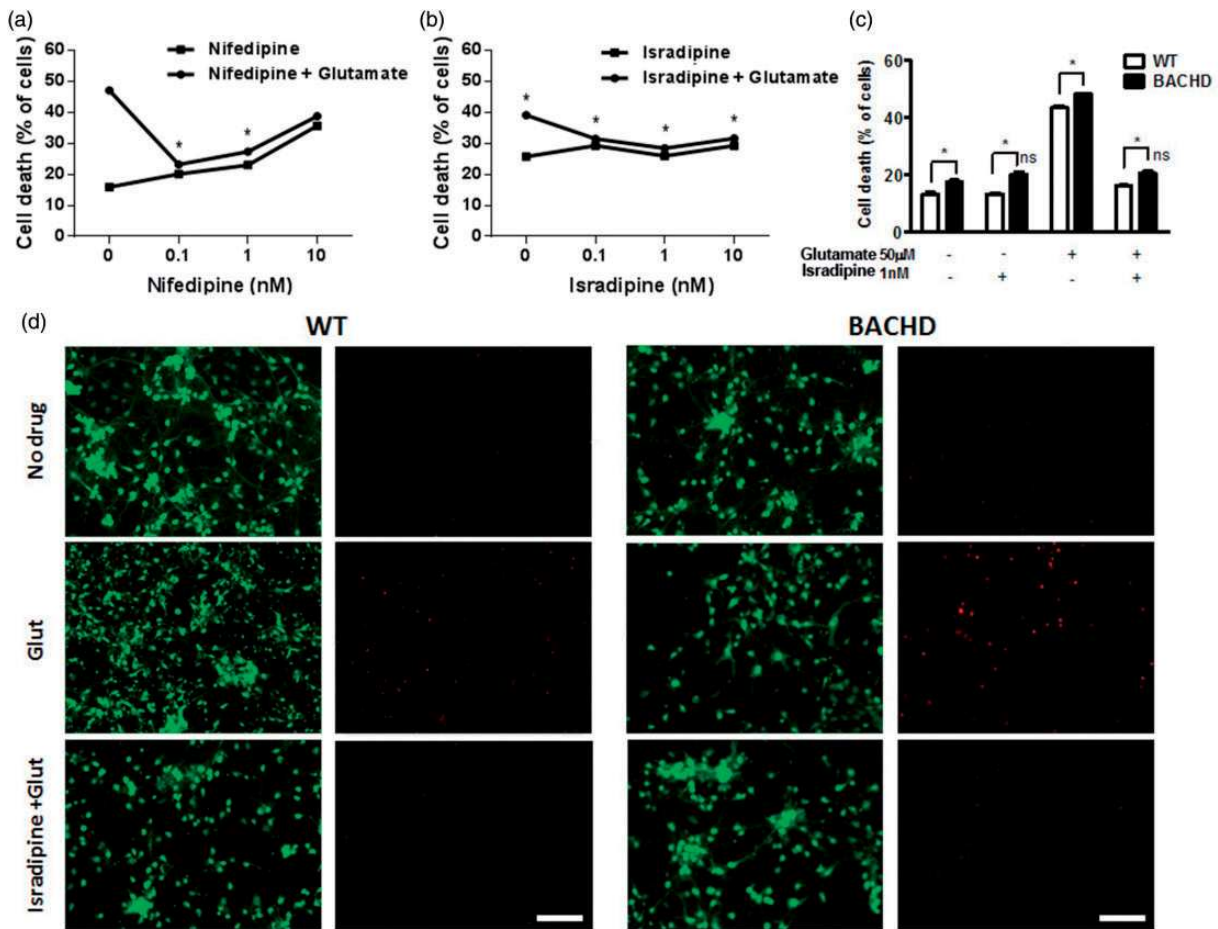 (a)
Nifedipine
Nifedipine + Glutamate
60
50
40
30
20
10
0
Cell death (% of cells)
*
*
0 0.1 1 10
Nifedipine (nM)
(b)
Isradipine
Isradipine + Glutamate
60
50
40
30
20
10
0
Cell death (% of cells)
*
*
*
*
0 0.1 1 10
Isradipine (nM)
(c)
WT
BACHD
60
40
20
0
Cell death (% of cells)
*
* ns
*
* ns
Glutamate 50μM - - + +
Isradipine 1nM - + - +
(d)
WT BACHD
No drug
Glut
Isradipine +Glut